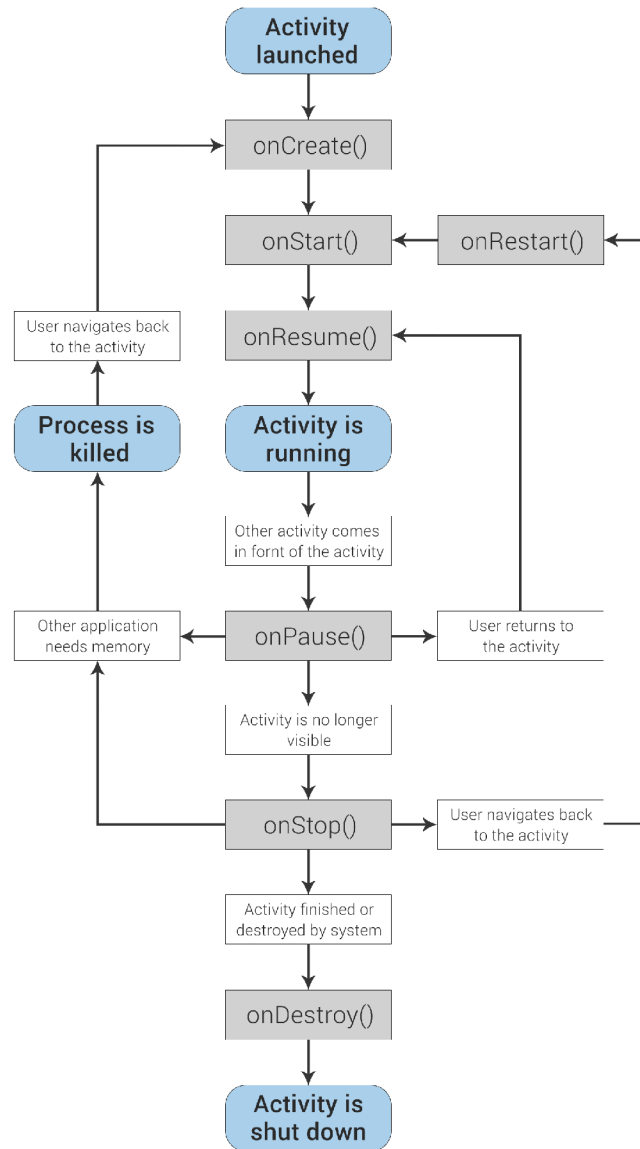 Activity
launched
onCreate()
onStart()
onRestart()
onResume()
User navigates back
to the activity
Process is
killed
Activity is
running
Other activity comes
in fornt of the activity
Other application
needs memory
onPause()
User returns to
the activity
Activity is no longer
visible
onStop()
User navigates back
to the activity
Activity finished or
destroyed by system
onDestroy()
Activity is
shut down